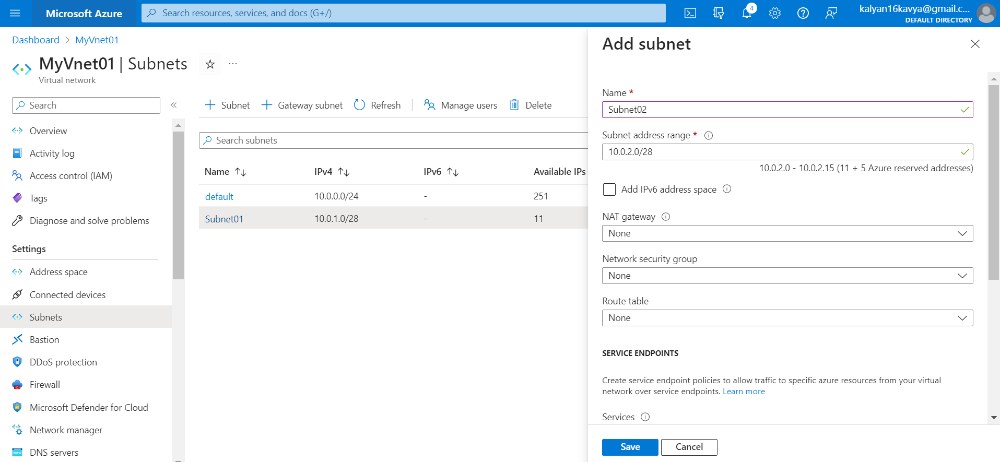 Microsoft Azure
Search resources, services, and docs (G+/)
4
kalyan16kavya@gmail.c...
DEFAULT DIRECTORY
Dashboard > MyVnet01
MyVnet01 | Subnets
...
Virtual network
Search
«
Overview
Activity log
Access control (IAM)
Tags
Diagnose and solve problems
Settings
Address space
Connected devices
Subnets
Bastion
DDoS protection
Firewall
Microsoft Defender for Cloud
Network manager
DNS servers
+ Subnet + Gateway subnet Refresh Manage users Delete
Search subnets
Name ↑↓ IPv4 ↑↓ IPv6 ↑↓ Available IPs
default 10.0.0.0/24 - 251
Subnet01 10.0.1.0/28 - 11
Add subnet
Name *
Subnet02
Subnet address range *
10.0.2.0/28
10.0.2.0 - 10.0.2.15 (11 + 5 Azure reserved addresses)
Add IPv6 address space
NAT gateway
None
Network security group
None
Route table
None
SERVICE ENDPOINTS
Create service endpoint policies to allow traffic to specific azure resources from your virtual
network over service endpoints. Learn more
Services
Save Cancel